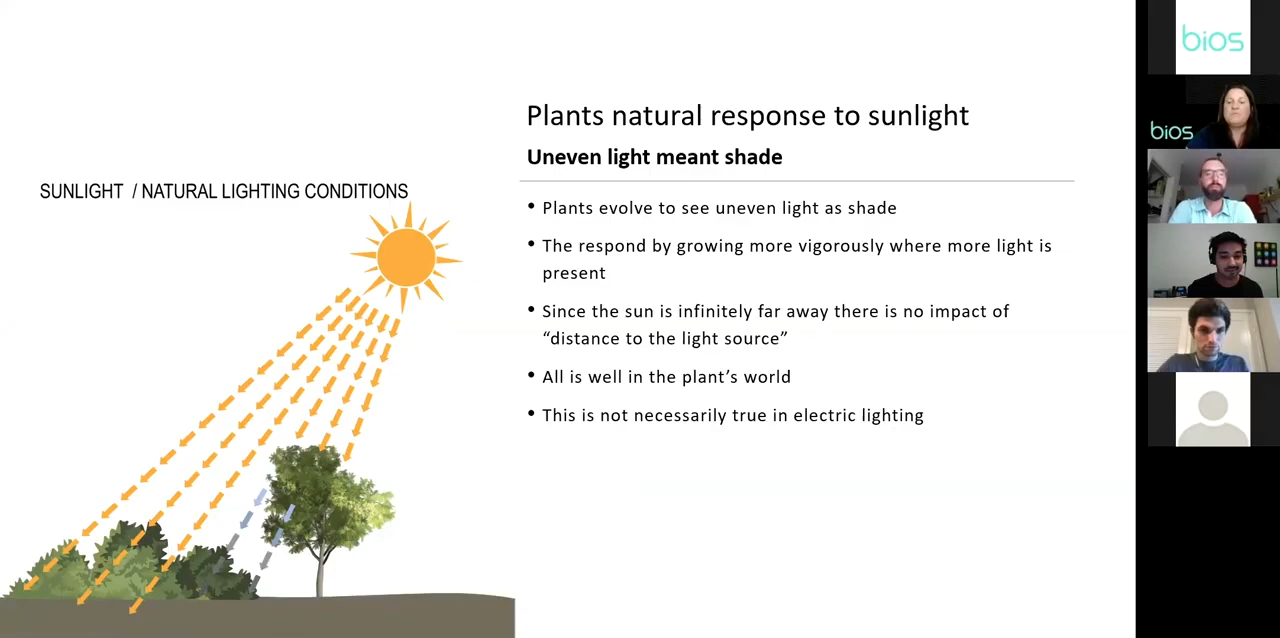 SUNLIGHT / NATURAL LIGHTING CONDITIONS
Plants natural response to sunlight
Uneven light meant shade
• Plants evolve to see uneven light as shade
• The respond by growing more vigorously where more light is
present
• Since the sun is infinitely far away there is no impact of
“distance to the light source”
• All is well in the plant’s world
• This is not necessarily true in electric lighting
bios
bios